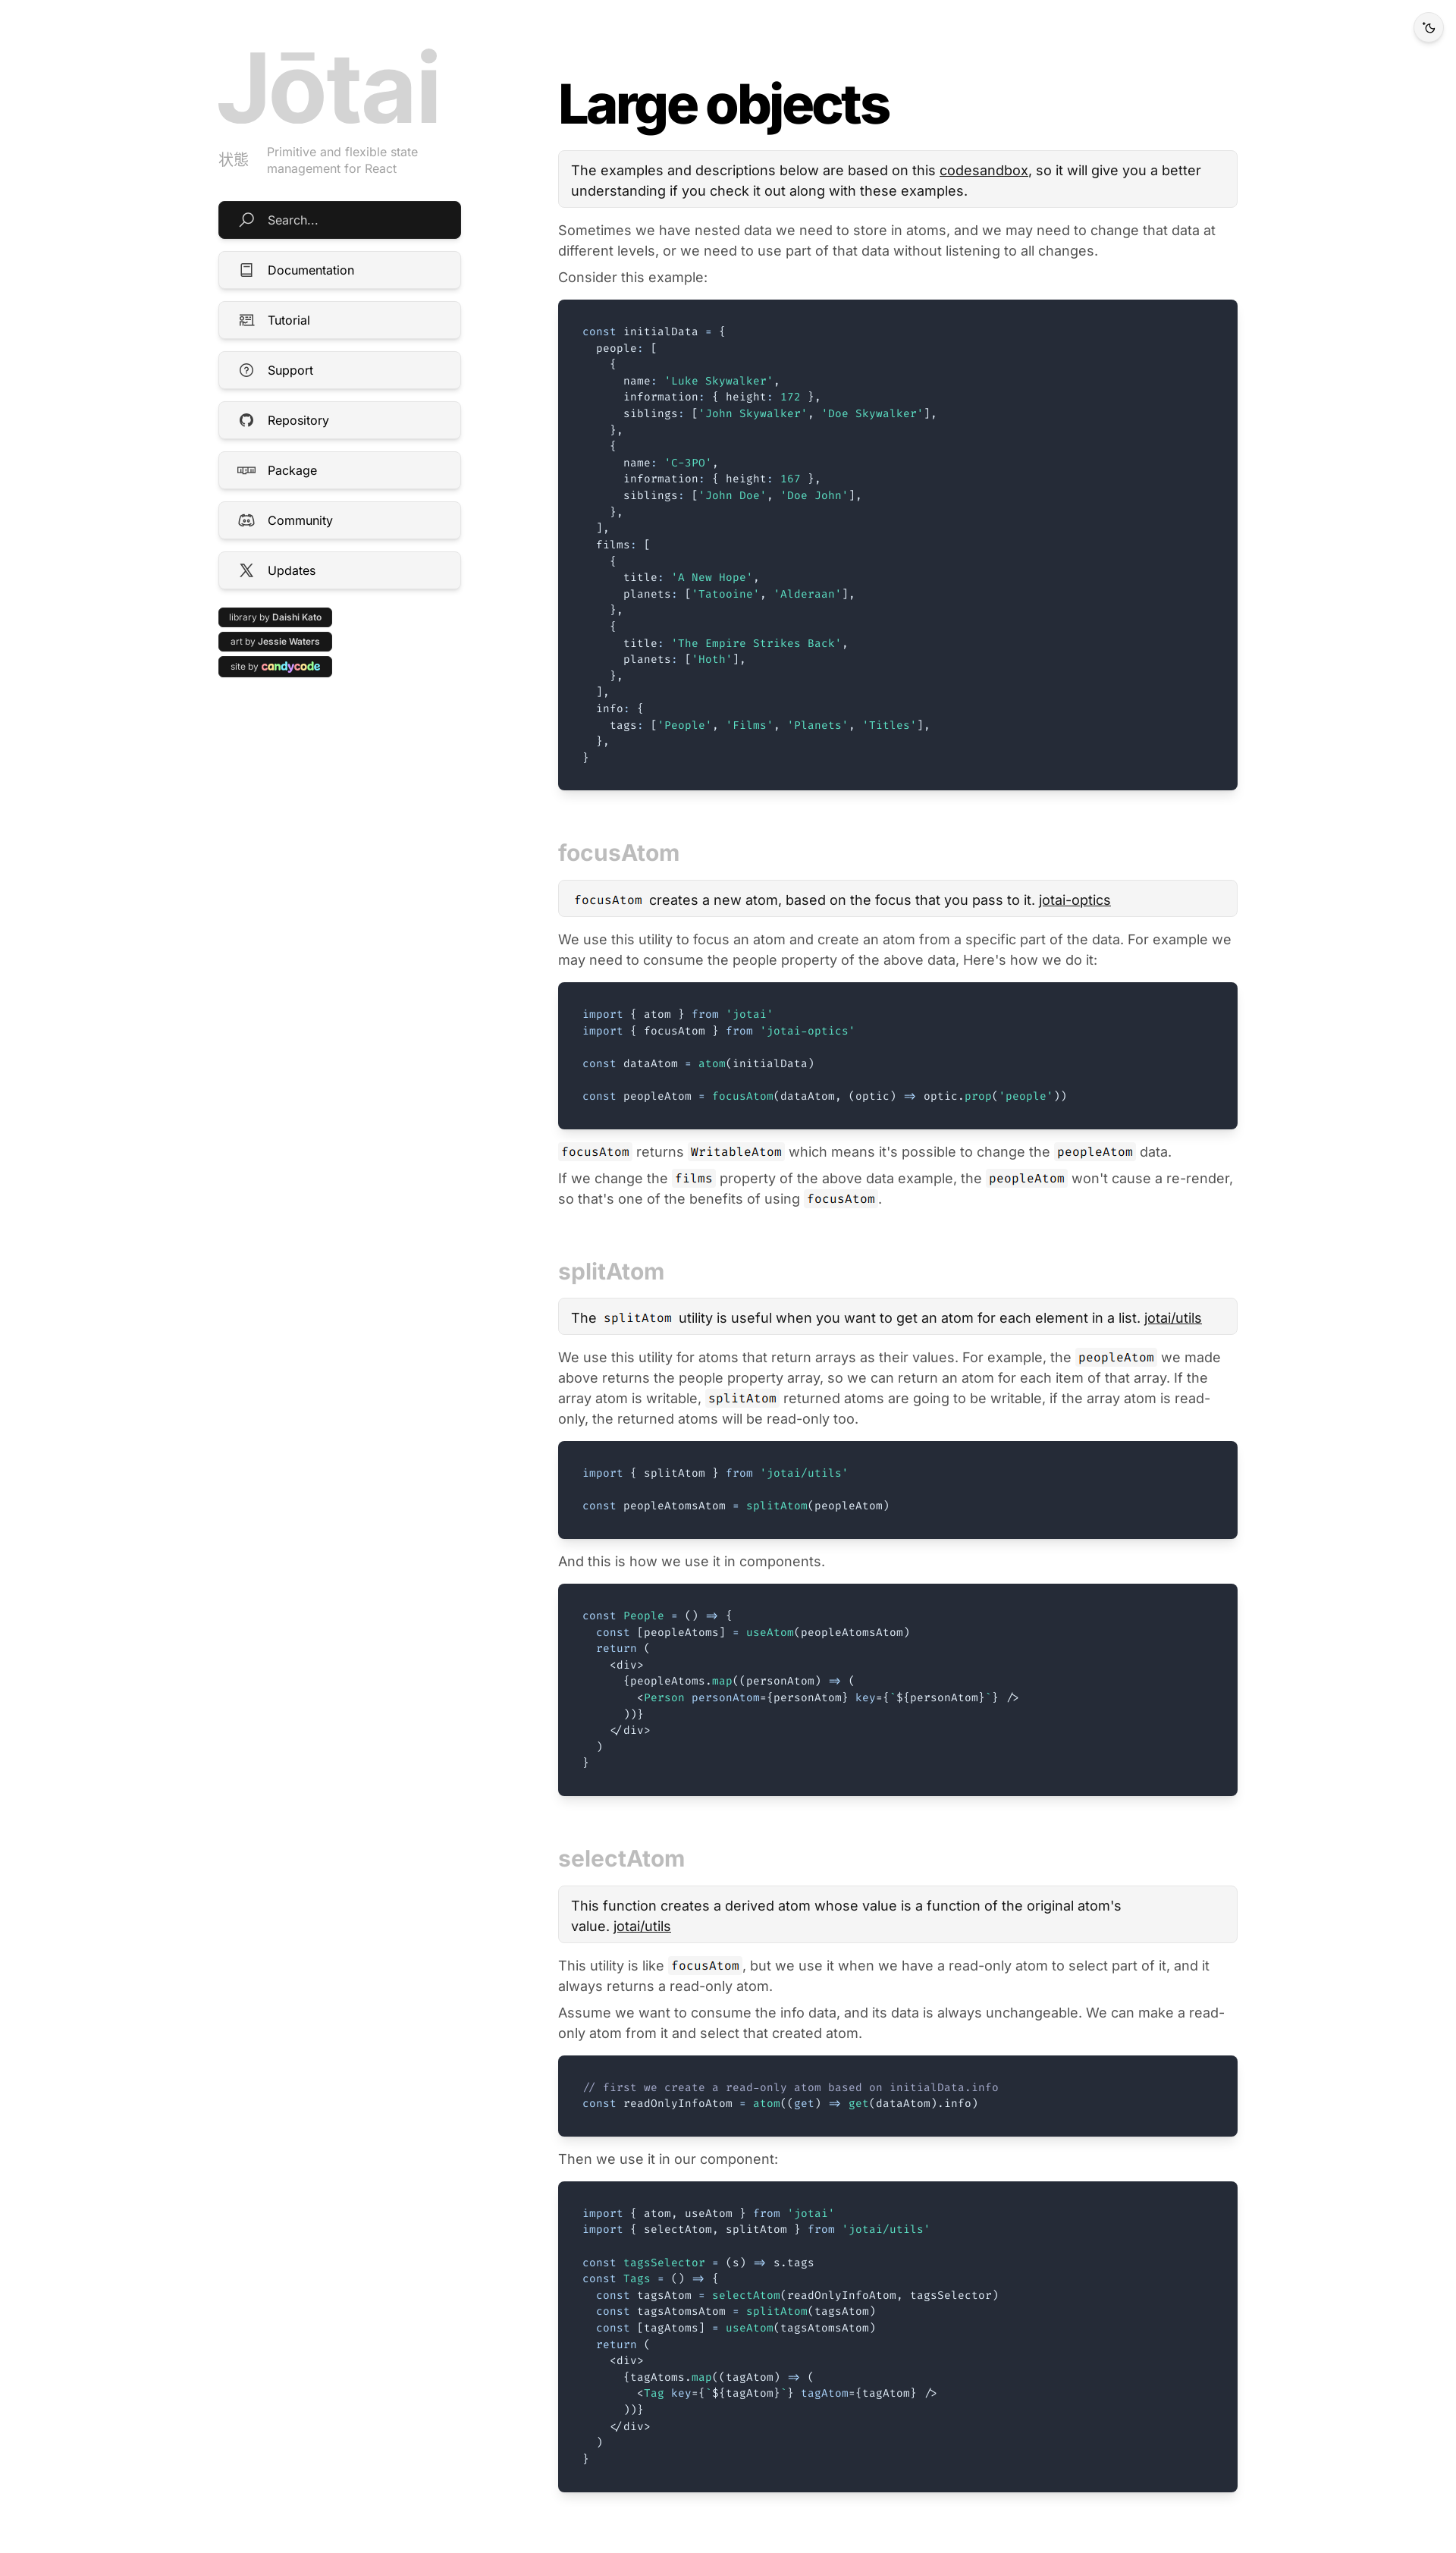 Jōtai
状態
Primitive and flexible state
management for React
Search...
Documentation
Tutorial
Support
Repository
Package
Community
Updates
library by Daishi Kato
art by Jessie Waters
site by candycode
Large objects
The examples and descriptions below are based on this codesandbox, so it will give you a better
understanding if you check it out along with these examples.
Sometimes we have nested data we need to store in atoms, and we may need to change that data at
different levels, or we need to use part of that data without listening to all changes.
Consider this example:
const initialData = {
  people: [
    {
      name: 'Luke Skywalker',
      information: { height: 172 },
      siblings: ['John Skywalker', 'Doe Skywalker'],
    },
    {
      name: 'C-3PO',
      information: { height: 167 },
      siblings: ['John Doe', 'Doe John'],
    },
  ],
  films: [
    {
      title: 'A New Hope',
      planets: ['Tatooine', 'Alderaan'],
    },
    {
      title: 'The Empire Strikes Back',
      planets: ['Hoth'],
    },
  ],
  info: {
    tags: ['People', 'Films', 'Planets', 'Titles'],
  },
}
focusAtom
focusAtom creates a new atom, based on the focus that you pass to it. jotai-optics
We use this utility to focus an atom and create an atom from a specific part of the data. For example we
may need to consume the people property of the above data, Here's how we do it:
import { atom } from 'jotai'
import { focusAtom } from 'jotai-optics'
const dataAtom = atom(initialData)
const peopleAtom = focusAtom(dataAtom, (optic) => optic.prop('people'))
focusAtom returns WritableAtom which means it's possible to change the peopleAtom data.
If we change the films property of the above data example, the peopleAtom won't cause a re-render,
so that's one of the benefits of using focusAtom.
splitAtom
The splitAtom utility is useful when you want to get an atom for each element in a list. jotai/utils
We use this utility for atoms that return arrays as their values. For example, the peopleAtom we made
above returns the people property array, so we can return an atom for each item of that array. If the
array atom is writable, splitAtom returned atoms are going to be writable, if the array atom is read-
only, the returned atoms will be read-only too.
import { splitAtom } from 'jotai/utils'
const peopleAtomsAtom = splitAtom(peopleAtom)
And this is how we use it in components.
const People = () => {
  const [peopleAtoms] = useAtom(peopleAtomsAtom)
  return (
    <div>
      {peopleAtoms.map((personAtom) => (
        <Person personAtom={personAtom} key={`${personAtom}`} />
      ))}
    </div>
  )
}
selectAtom
This function creates a derived atom whose value is a function of the original atom's
value. jotai/utils
This utility is like focusAtom, but we use it when we have a read-only atom to select part of it, and it
always returns a read-only atom.
Assume we want to consume the info data, and its data is always unchangeable. We can make a read-
only atom from it and select that created atom.
// first we create a read-only atom based on initialData.info
const readOnlyInfoAtom = atom((get) => get(dataAtom).info)
Then we use it in our component:
import { atom, useAtom } from 'jotai'
import { selectAtom, splitAtom } from 'jotai/utils'
const tagsSelector = (s) => s.tags
const Tags = () => {
  const tagsAtom = selectAtom(readOnlyInfoAtom, tagsSelector)
  const tagsAtomsAtom = splitAtom(tagsAtom)
  const [tagAtoms] = useAtom(tagsAtomsAtom)
  return (
    <div>
      {tagAtoms.map((tagAtom) => (
        <Tag key={`${tagAtom}`} tagAtom={tagAtom} />
      ))}
    </div>
  )
}